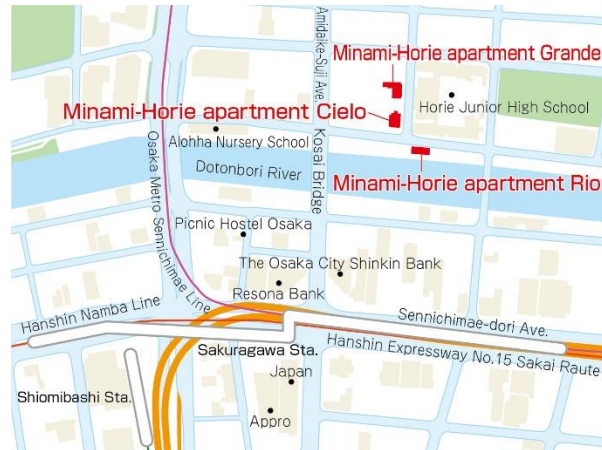 Amidaike-Suji Ave.
Minami-Horie apartment Grande
Minami-Horie apartment Cielo
Horie Junior High School
Alohha Nursery School
Kosai Bridge
Dotonbori River
Minami-Horie apartment Rio
Osaka Metro Sennichimae Line
Picnic Hostel Osaka
The Osaka City Shinkin Bank
Resona Bank
Hanshin Namba Line
Sennichimae-dori Ave.
Hanshin Expressway No.15 Sakai Route
Sakuragawa Sta.
Shiomibashi Sta.
Japan
Appro